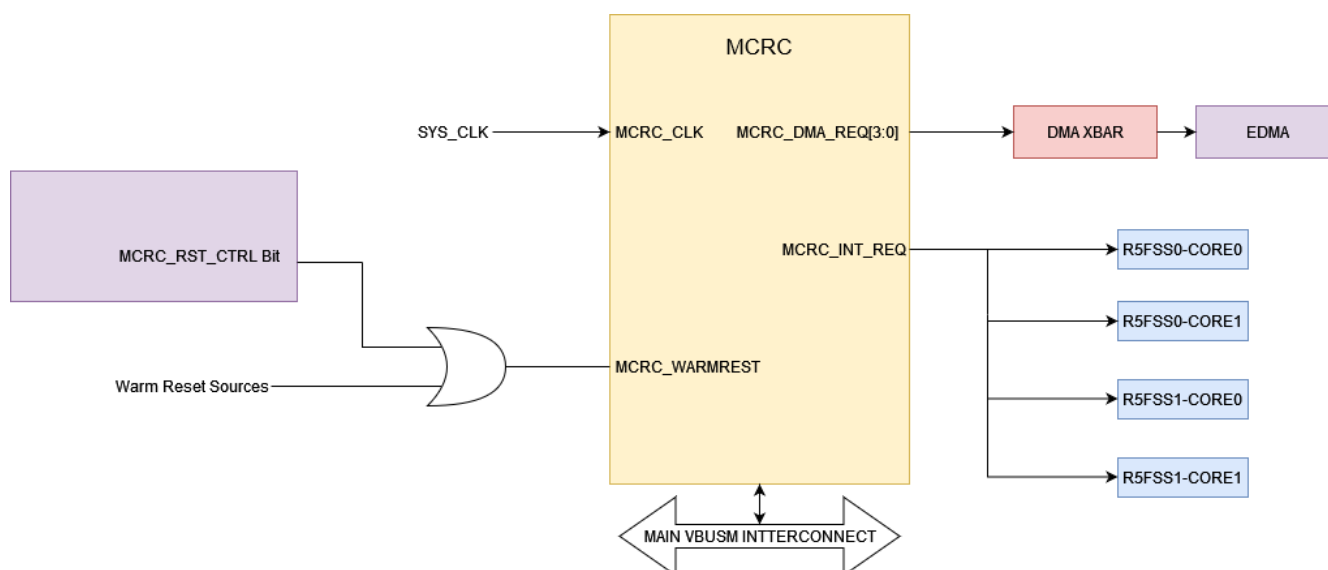 MCRC
SYS_CLK
MCRC_CLK
MCRC_DMA_REQ[3:0]
DMA XBAR
EDMA
MCRC_RST_CTRL Bit
MCRC_INT_REQ
R5FSS0-CORE0
R5FSS0-CORE1
Warm Reset Sources
MCRC_WARMREST
R5FSS1-CORE0
R5FSS1-CORE1
MAIN VBUSM INTTERCONNECT